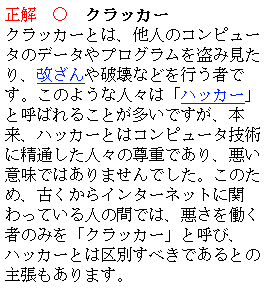 正解　○　クラッカー
クラッカーとは、他人のコンピュー
タのデータやプログラムを盗み見た
り、改ざんや破壊などを行う者で
す。このような人々は「ハッカー」
と呼ばれることが多いですが、本
来、ハッカーとはコンピュータ技術
に精通した人々の尊重であり、悪い
意味ではありませんでした。このた
め、古くからインターネットに関
わっている人の間では、悪さを働く
者のみを「クラッカー」と呼び、
ハッカーとは区別すべきであるとの
主張もあります。